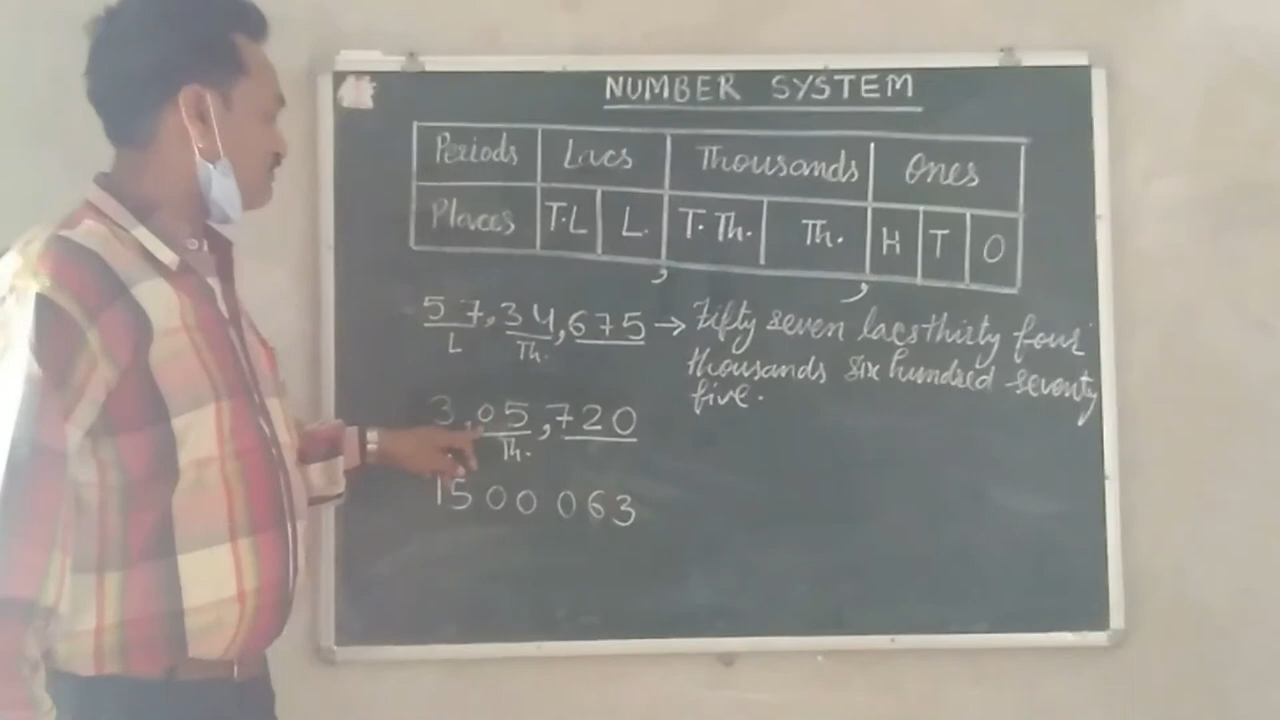 NUMBER SYSTEM
Periods Lacs Thousands Ones
Places T.L L. T.Th. Th. H T O
, ,
57,34,675 → Fifty seven lacs thirty four
L Th. thousands six hundred seventy
five.
3,05,720
Th.
1500063